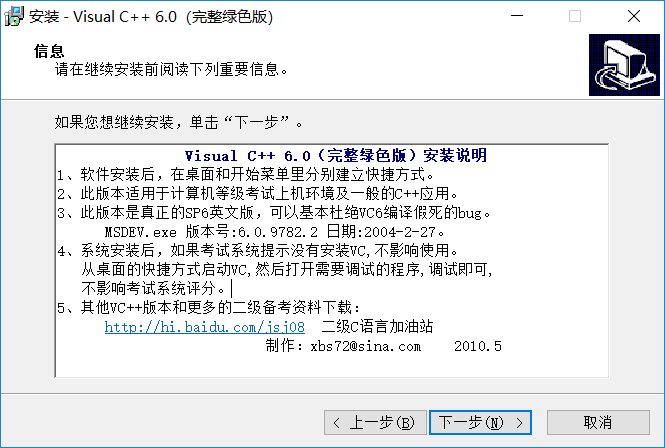 安装 - Visual C++ 6.0（完整绿色版）
信息
请在继续安装前阅读下列重要信息。
如果您想继续安装，单击“下一步”。
Visual C++ 6.0（完整绿色版）安装说明
1、软件安装后，在桌面和开始菜单里分别建立快捷方式。
2、此版本适用于计算机等级考试上机环境及一般的C++应用。
3、此版本是真正的SP6英文版，可以基本杜绝VC6编译假死的bug。
MSDEV.exe 版本号:6.0.9782.2 日期:2004-2-27。
4、系统安装后，如果考试系统提示没有安装VC,不影响使用。
从桌面的快捷方式启动VC,然后打开需要调试的程序,调试即可,
不影响考试系统评分。
5、其他VC++版本和更多的二级备考资料下载：
http://hi.baidu.com/jsj08 二级C语言加油站
制作：xbs72@sina.com 2010.5
< 上一步(B) 下一步(N) > 取消